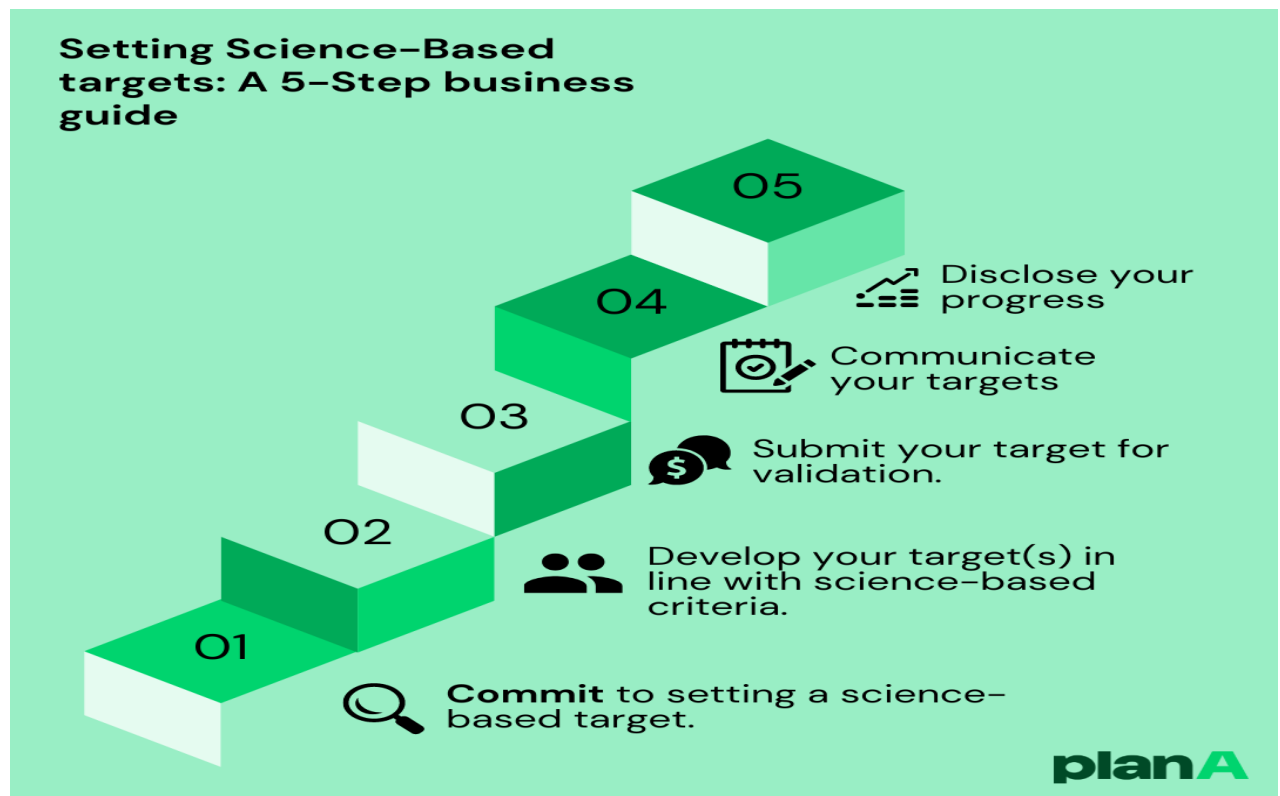 Setting Science-Based
targets: A 5-Step business
guide
05
Disclose your
progress
04
Communicate
your targets
03
Submit your target for
validation.
02
Develop your target(s) in
line with science-based
criteria.
01
Commit to setting a science-
based target.
$
planA